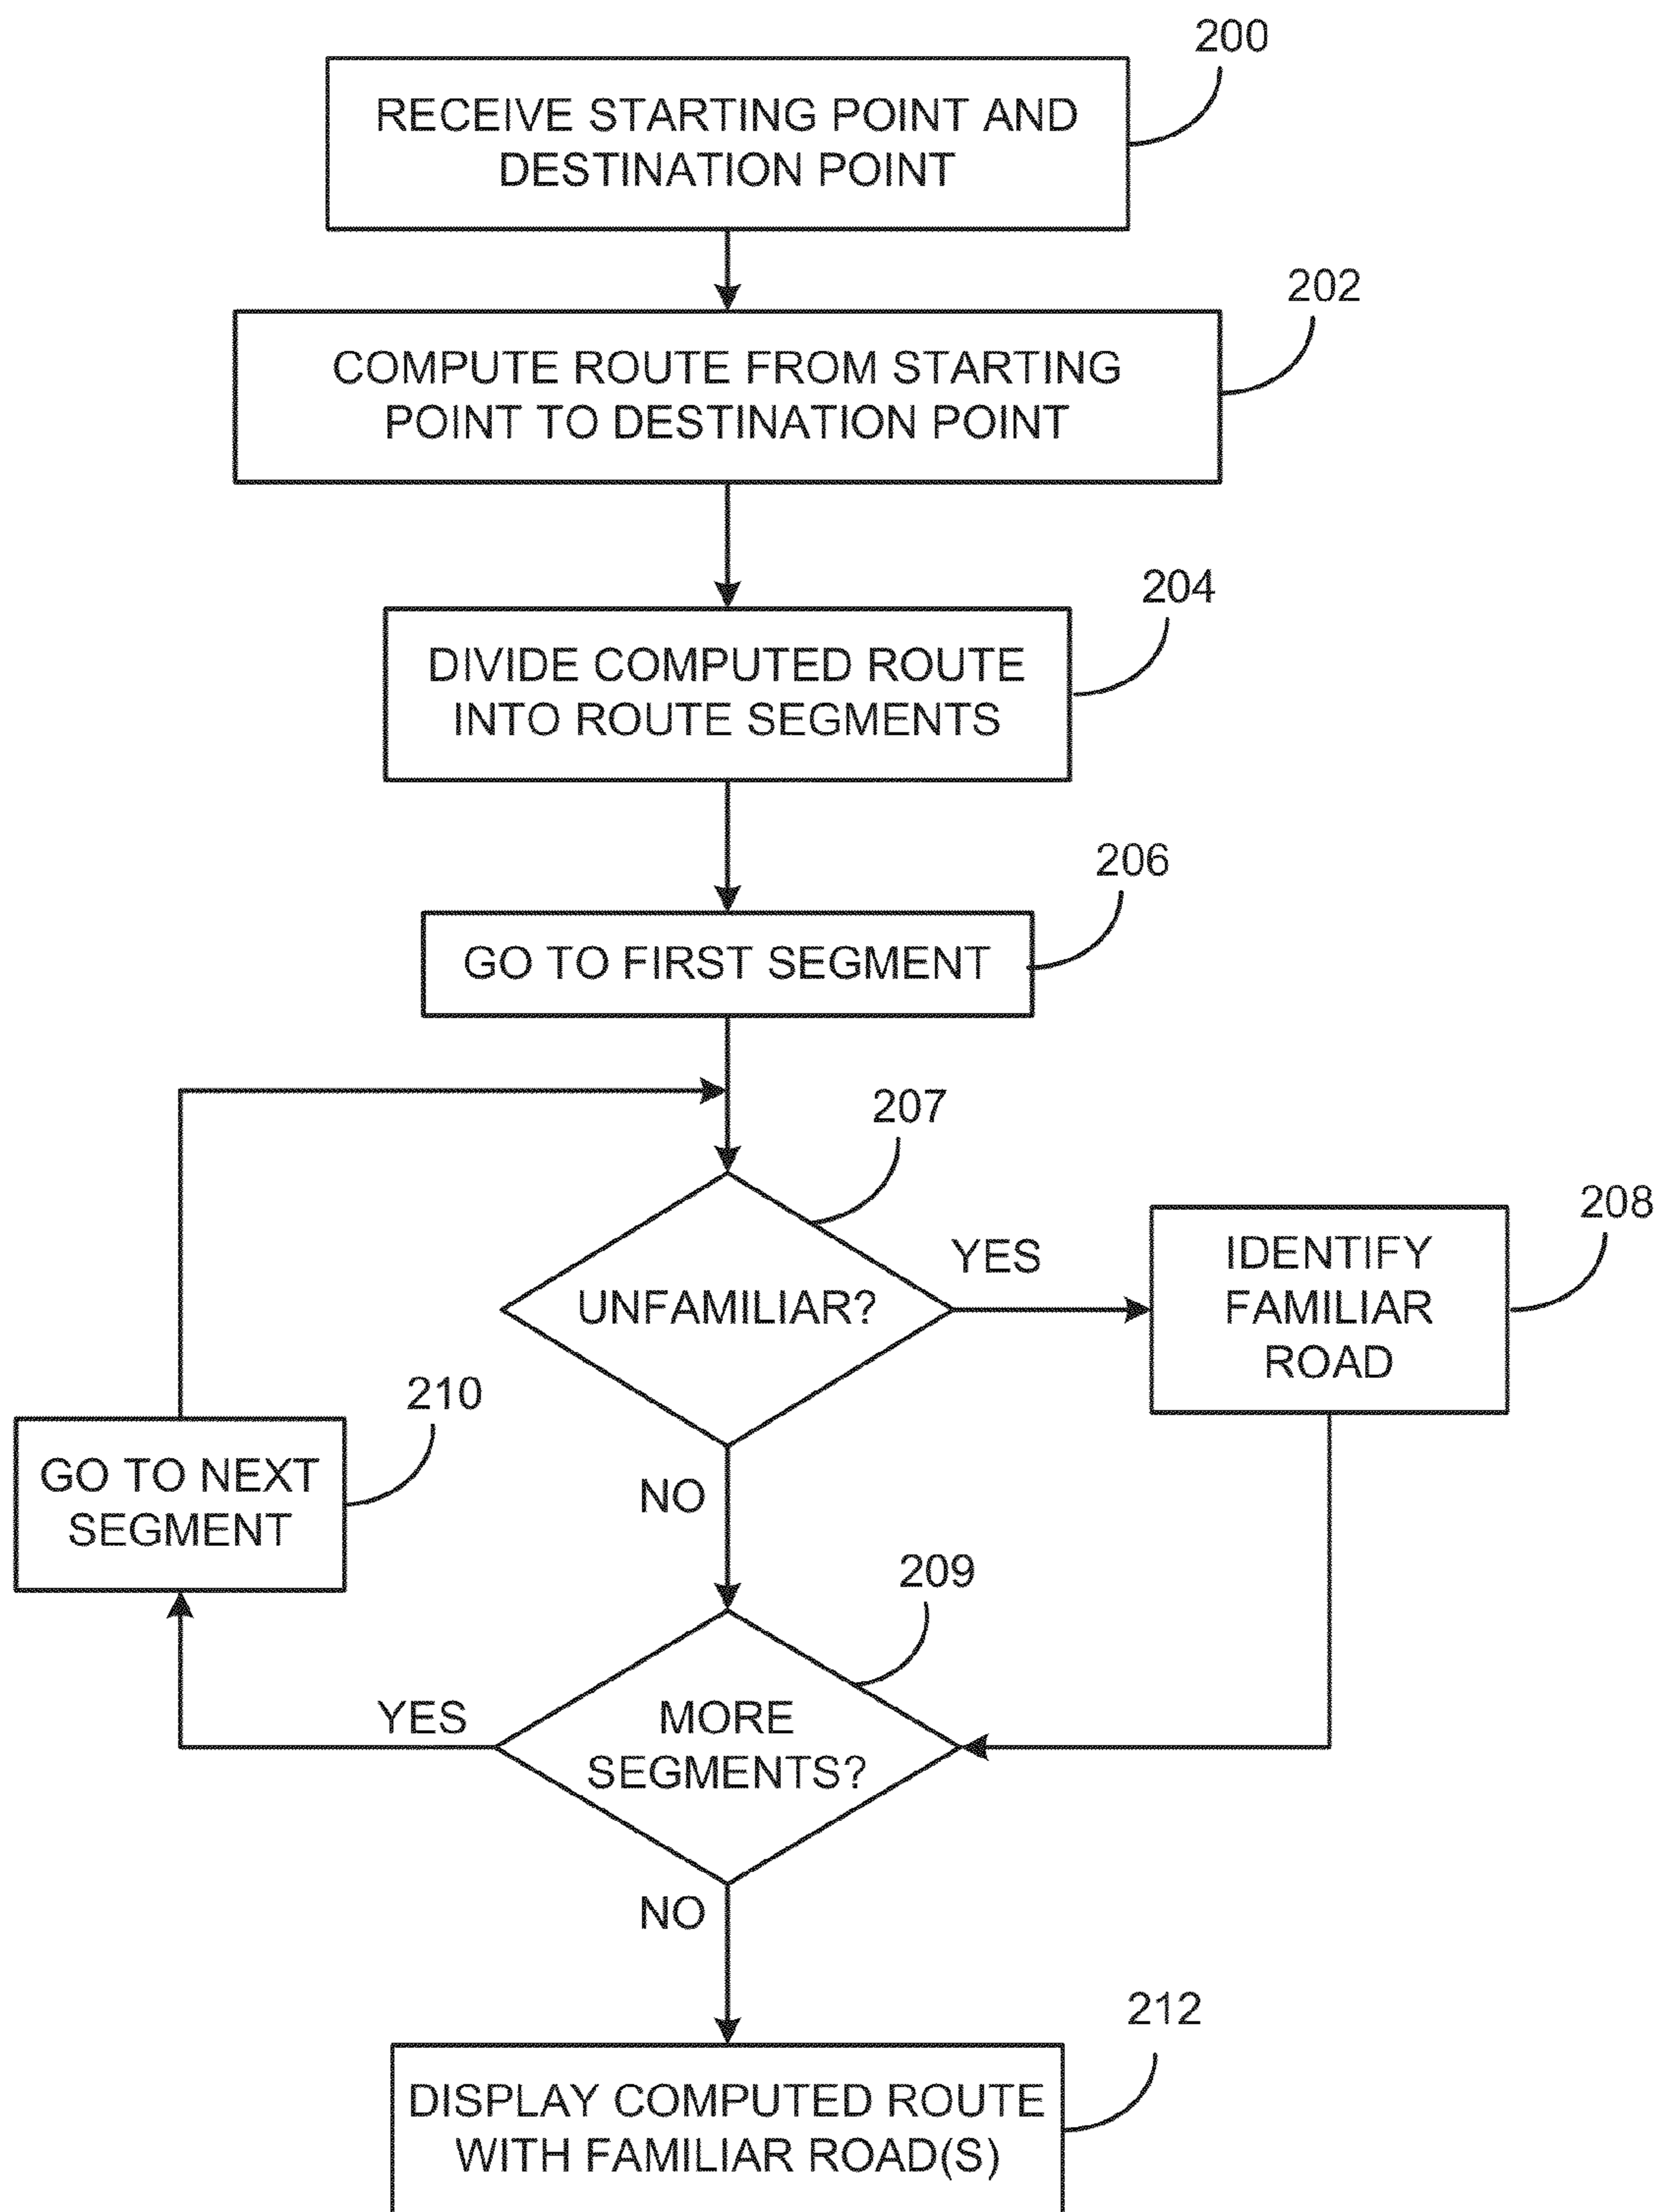 200
RECEIVE STARTING POINT AND
DESTINATION POINT
202
COMPUTE ROUTE FROM STARTING
POINT TO DESTINATION POINT
204
DIVIDE COMPUTED ROUTE
INTO ROUTE SEGMENTS
206
GO TO FIRST SEGMENT
207
UNFAMILIAR?
YES
208
IDENTIFY
FAMILIAR
ROAD
210
GO TO NEXT
SEGMENT
NO
209
MORE
SEGMENTS?
YES
NO
212
DISPLAY COMPUTED ROUTE
WITH FAMILIAR ROAD(S)